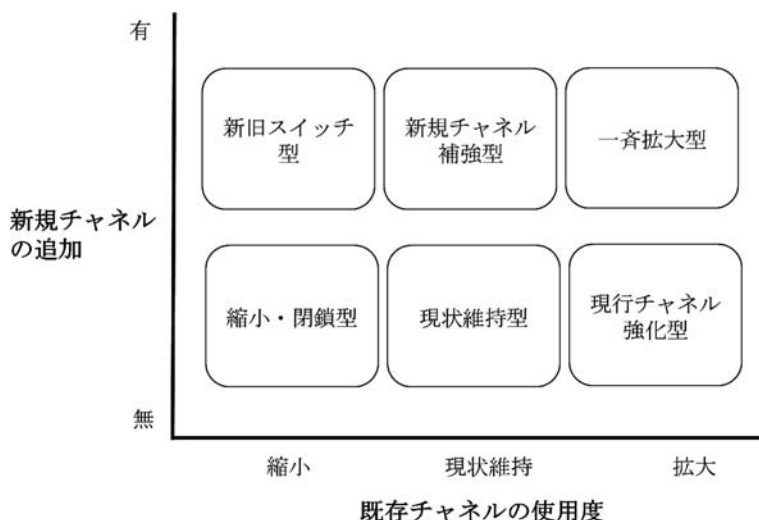 有
新旧スイッチ
型
新規チャネル
補強型
一斉拡大型
新規チャネル
の追加
縮小・閉鎖型
現状維持型
現行チャネル
強化型
無
縮小
現状維持
拡大
既存チャネルの使用度